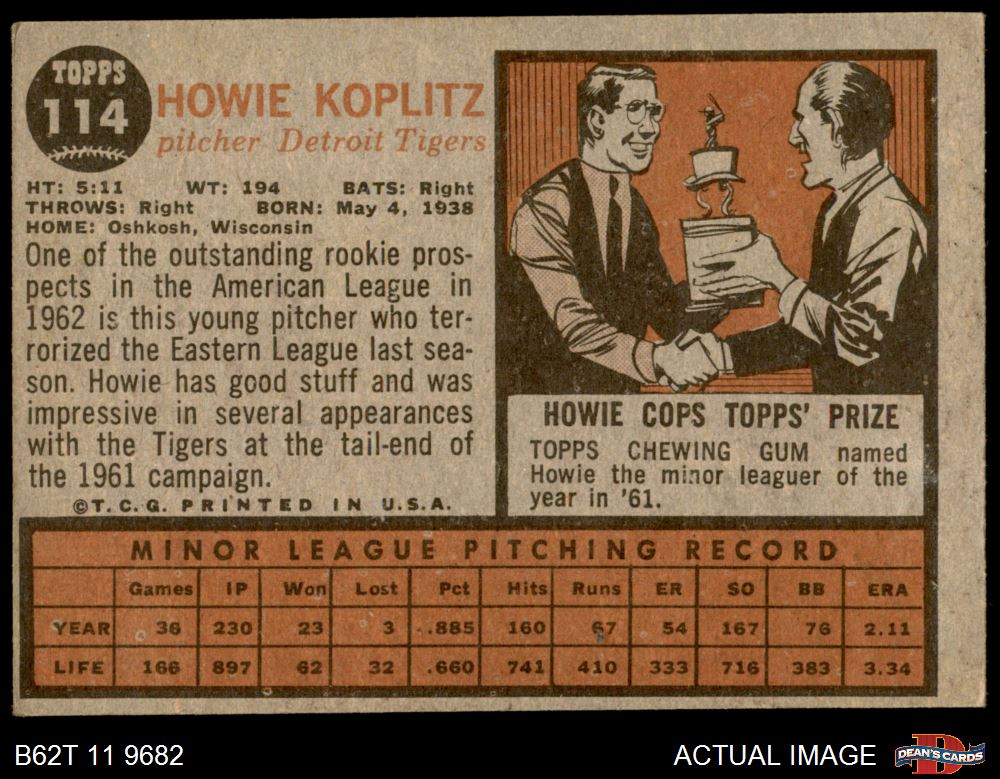 TOPPS
114
HOWIE KOPLITZ
pitcher Detroit Tigers
HT: 5:11 WT: 194 BATS: Right
THROWS: Right BORN: May 4, 1938
HOME: Oshkosh, Wisconsin
One of the outstanding rookie pros-
pects in the American League in
1962 is this young pitcher who ter-
rorized the Eastern League last sea-
son. Howie has good stuff and was
impressive in several appearances
with the Tigers at the tail-end of
the 1961 campaign.
©T.C.G. PRINTED IN U.S.A.
HOWIE COPS TOPPS' PRIZE
TOPPS CHEWING GUM named
Howie the minor leaguer of the
year in '61.
MINOR LEAGUE PITCHING RECORD
Games IP Won Lost Pct Hits Runs ER SO BB ERA
YEAR 36 230 23 3 .885 160 67 54 167 76 2.11
LIFE 166 897 62 32 .660 741 410 333 716 383 3.34
B62T 11 9682
ACTUAL IMAGE
DEAN'S CARDS